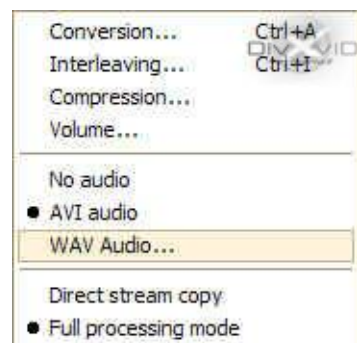 Conversion... Ctrl+A
Interleaving... Ctrl+I
Compression...
Volume...
No audio
AVI audio
WAV Audio...
Direct stream copy
Full processing mode